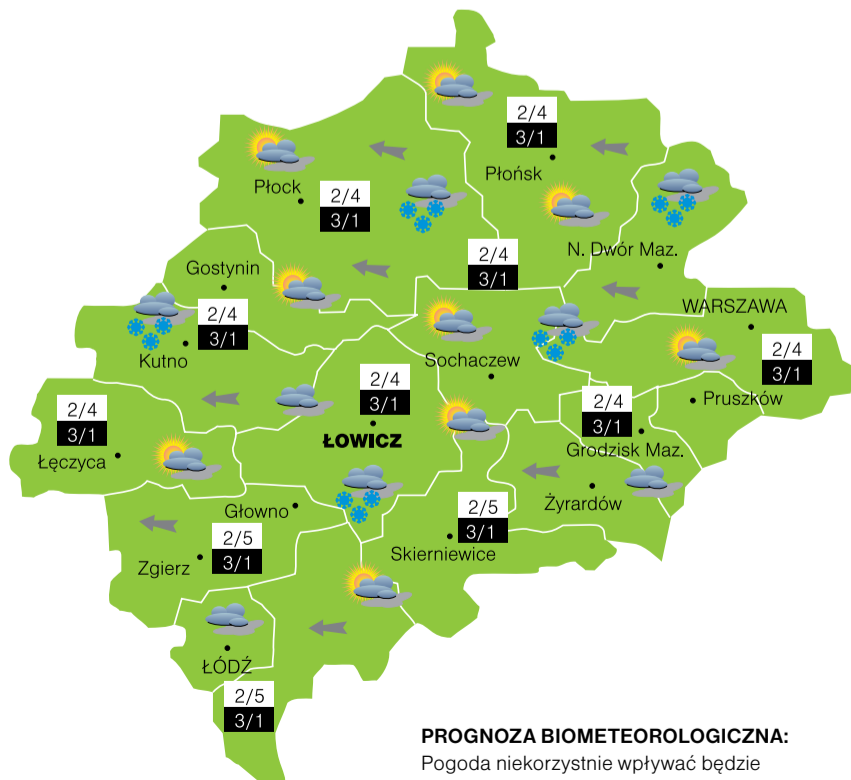 2/4
3/1
Płońsk
Płock
2/4
3/1
N. Dwór Maz.
2/4
3/1
Gostynin
WARSZAWA
2/4
3/1
Kutno
Sochaczew
2/4
3/1
2/4
3/1
Pruszków
ŁOWICZ
2/4
3/1
Łęczyca
2/4
3/1
Grodzisk Maz.
Żyrardów
Głowno
2/5
3/1
Skierniewice
2/5
3/1
Zgierz
ŁÓDŹ
2/5
3/1
PROGNOZA BIOMETEOROLOGICZNA:
Pogoda niekorzystnie wpływać będzie